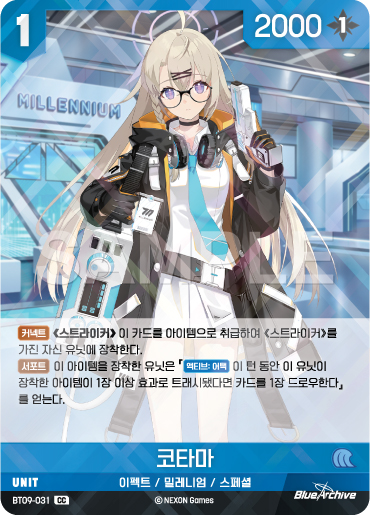 1
2000
1
MILLENNIUM
SAMPLE
커넥트 《스트라이커》 이 카드를 아이템으로 취급하여 《스트라이커》를
가진 자신 유닛에 장착한다.
서포트 이 아이템을 장착한 유닛은 「액티브: 어택 이 턴 동안 이 유닛이
장착한 아이템이 1장 이상 효과로 트래시됐다면 카드를 1장 드로우한다」
를 얻는다.
코타마
UNIT
이펙트 / 밀레니엄 / 스페셜
BT09-031 CC
© NEXON Games
BlueArchive